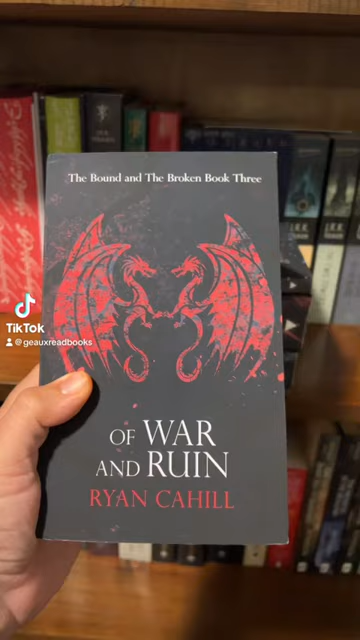 The Bound and The Broken Book Three
TikTok
@geauxreadbooks
OF WAR
AND RUIN
RYAN CAHILL